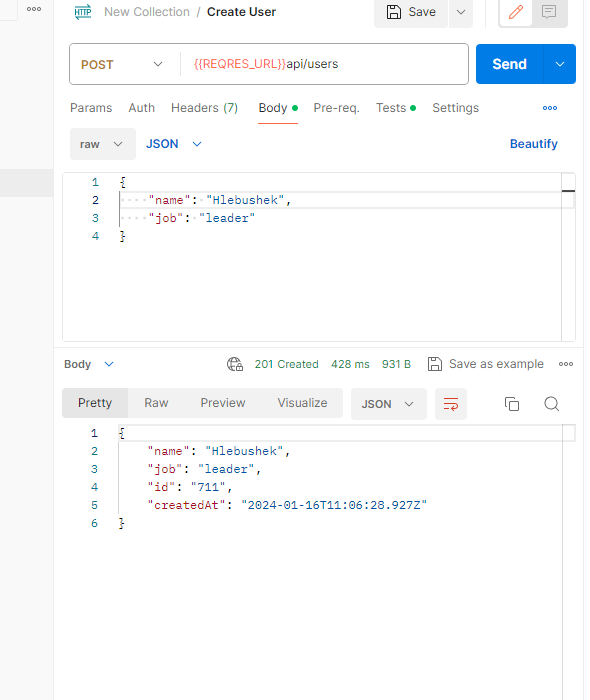 HTTP New Collection / Create User Save
POST {{REQRES_URL}}api/users Send
Params Auth Headers (7) Body Pre-req. Tests Settings
raw JSON Beautify
1 {
2 "name": "Hlebushek",
3 "job": "leader"
4 }
Body 201 Created 428 ms 931 B Save as example
Pretty Raw Preview Visualize JSON
1 {
2 "name": "Hlebushek",
3 "job": "leader",
4 "id": "711",
5 "createdAt": "2024-01-16T11:06:28.927Z"
6 }